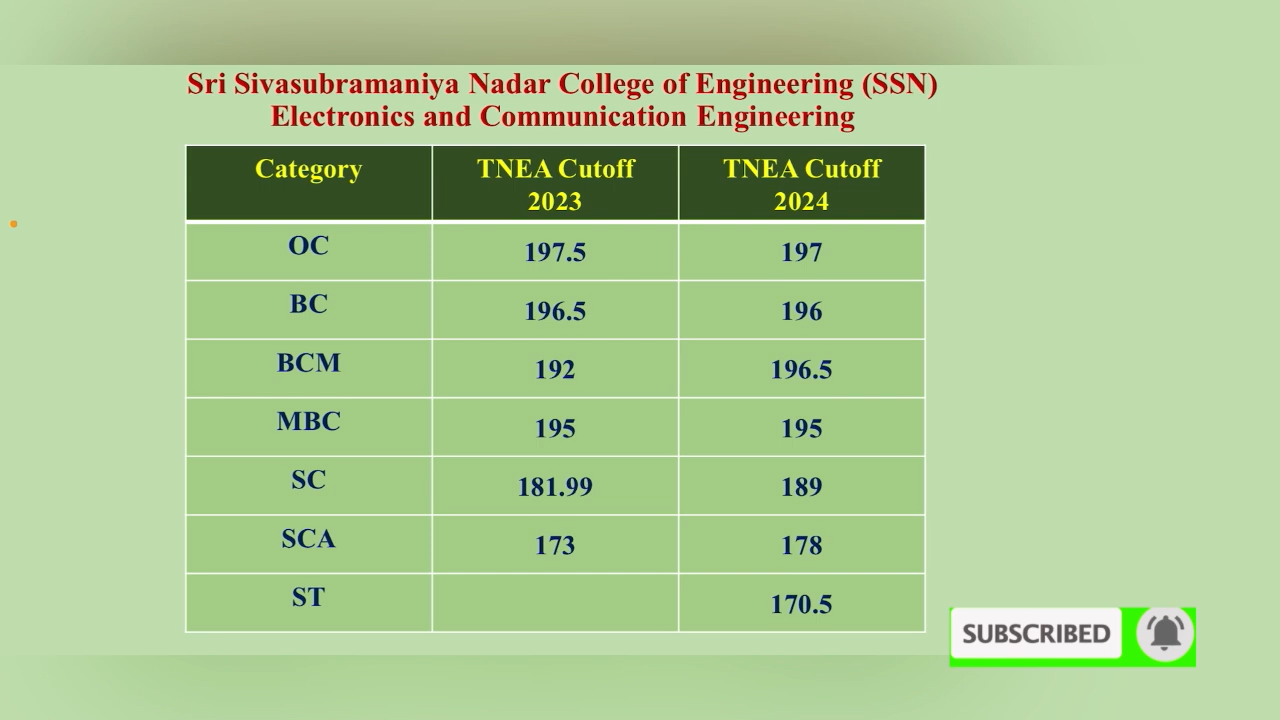 Sri Sivasubramaniya Nadar College of Engineering (SSN)
Electronics and Communication Engineering
Category TNEA Cutoff 2023 TNEA Cutoff 2024
OC 197.5 197
BC 196.5 196
BCM 192 196.5
MBC 195 195
SC 181.99 189
SCA 173 178
ST 170.5
SUBSCRIBED